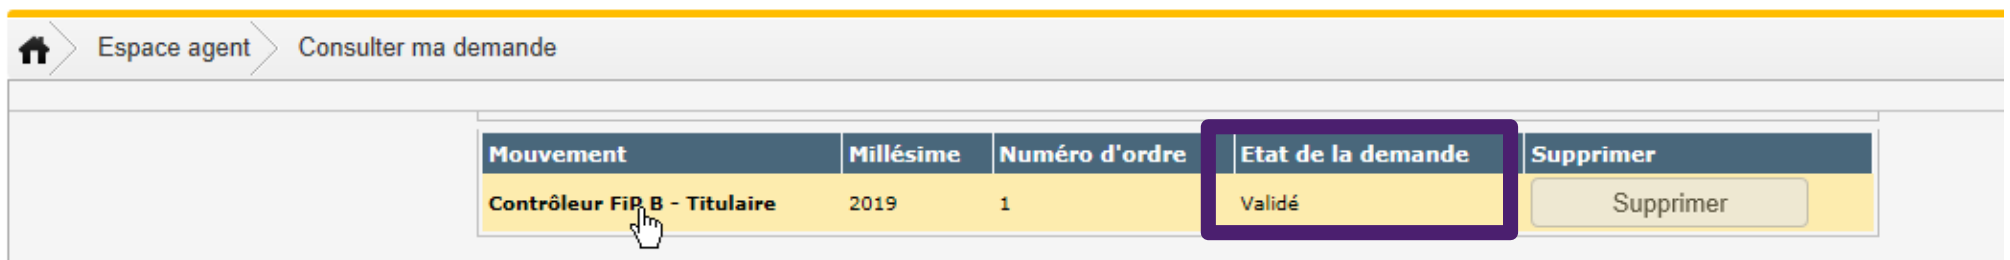 Espace agent Consulter ma demande
Mouvement Millésime Numéro d'ordre Etat de la demande Supprimer
Contrôleur FiP B - Titulaire 2019 1 Validé Supprimer